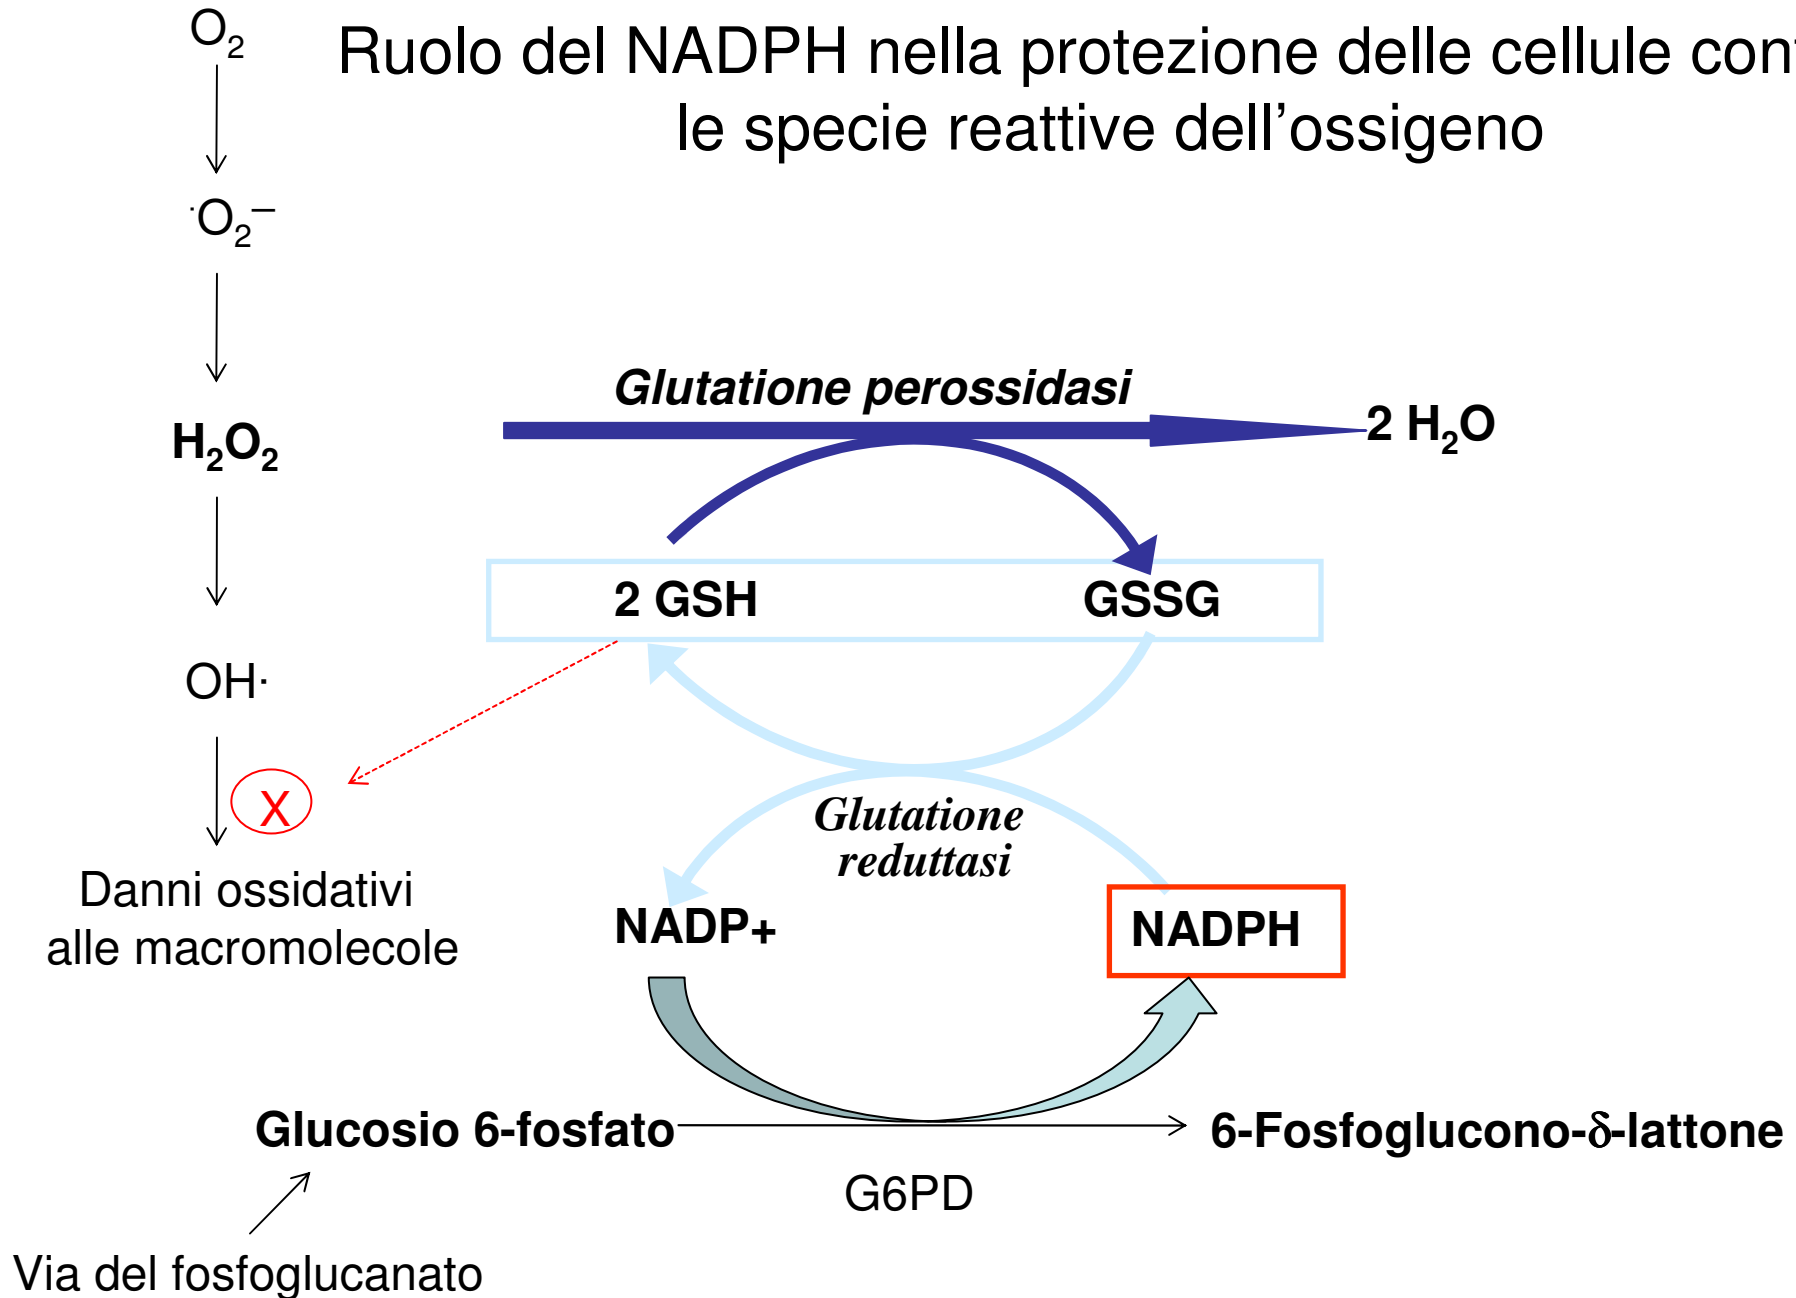 O₂
Ruolo del NADPH nella protezione delle cellule
le specie reattive dell’ossigeno
·O₂⁻
Glutatione perossidasi
H₂O₂
2 H₂O
2 GSH GSSG
OH·
X
Glutatione
reduttasi
Danni ossidativi
alle macromolecole
NADP+ NADPH
Glucosio 6-fosfato 6-Fosfoglucono-δ-lattone
G6PD
Via del fosfoglucanato